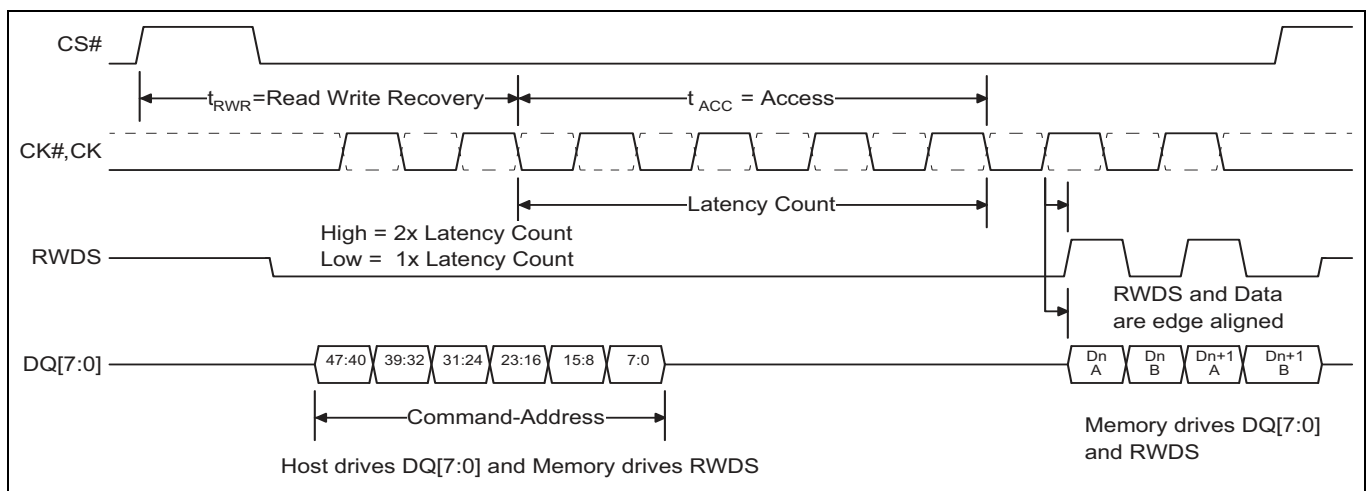 CS#
tRWR=Read Write Recovery
tACC = Access
CK#,CK
Latency Count
High = 2x Latency Count
Low = 1x Latency Count
RWDS
RWDS and Data
are edge aligned
DQ[7:0]
47:40 39:32 31:24 23:16 15:8 7:0
Dn
A
Dn
B
Dn+1
A
Dn+1
B
Command-Address
Memory drives DQ[7:0]
and RWDS
Host drives DQ[7:0] and Memory drives RWDS